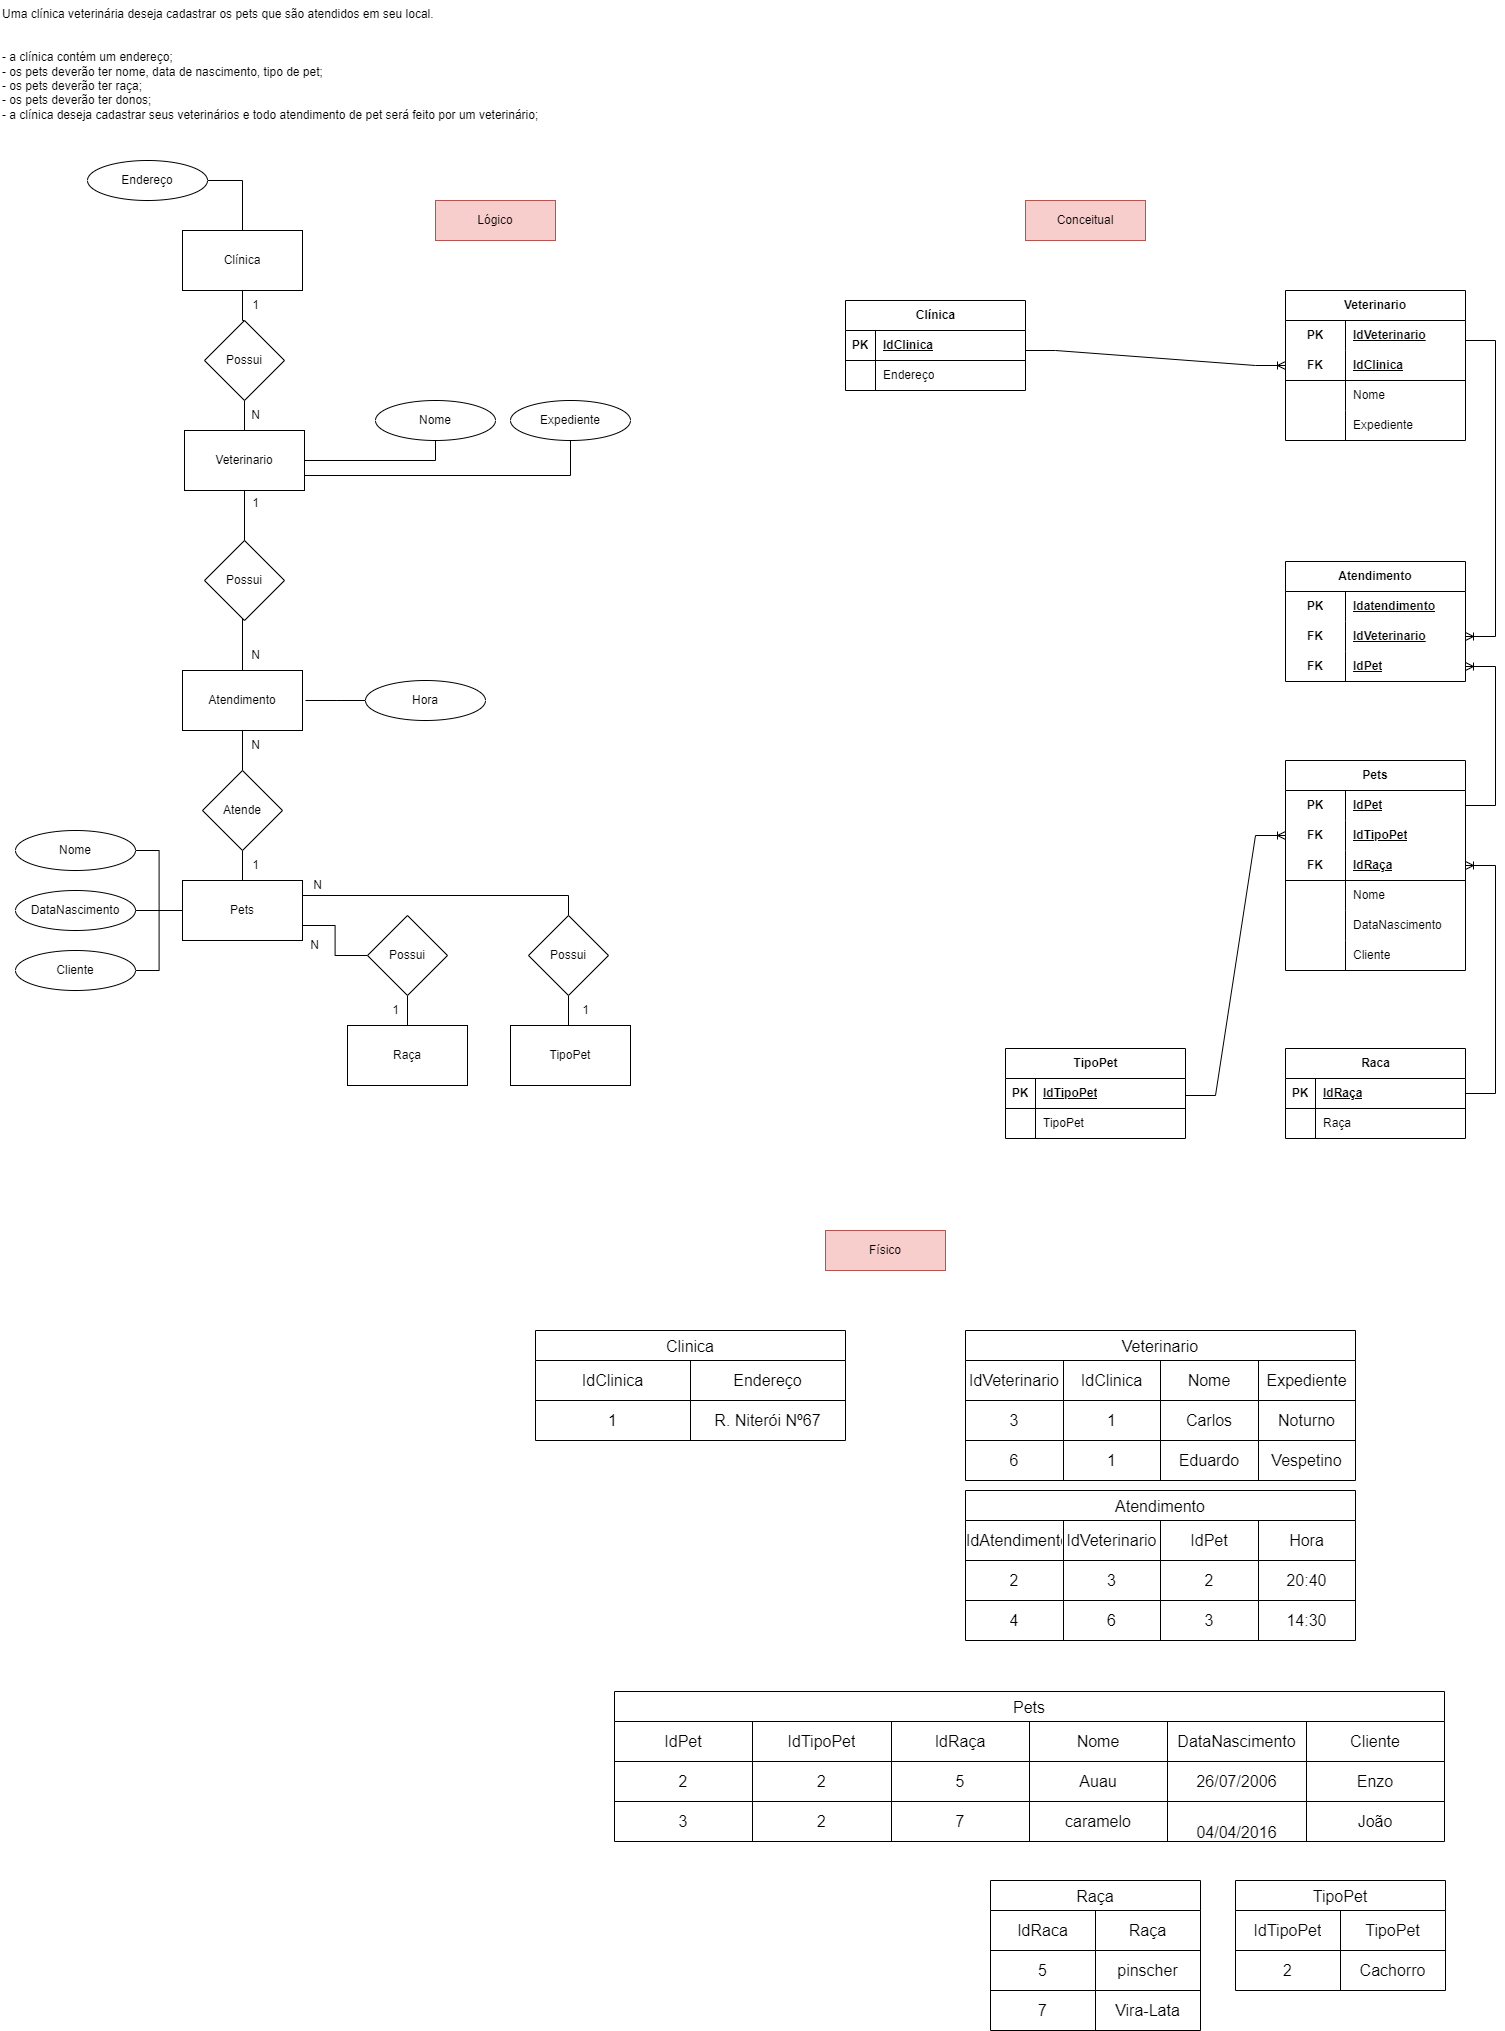 Uma clínica veterinária deseja cadastrar os pets que são atendidos em seu local.
- a clínica contém um endereço;
- os pets deverão ter nome, data de nascimento, tipo de pet;
- os pets deverão ter raça;
- os pets deverão ter donos;
- a clínica deseja cadastrar seus veterinários e todo atendimento de pet será feito por um veterinário;
Endereço
Lógico
Clínica
1
Possui
N
Nome
Expediente
Veterinario
1
Possui
N
Atendimento
Hora
N
Atende
1
Nome
DataNascimento
Cliente
Pets
N
N
Possui
Possui
1
1
Raça
TipoPet
Conceitual
Clínica
PK IdClinica
Endereço
Veterinario
PK IdVeterinario
FK IdClinica
Nome
Expediente
Atendimento
PK Idatendimento
FK IdVeterinario
FK IdPet
Pets
PK IdPet
FK IdTipoPet
FK IdRaça
Nome
DataNascimento
Cliente
TipoPet
PK IdTipoPet
TipoPet
Raca
PK IdRaça
Raça
Físico
Clinica
IdClinica Endereço
1 R. Niterói Nº67
Veterinario
IdVeterinario IdClinica Nome Expediente
3 1 Carlos Noturno
6 1 Eduardo Vespetino
Atendimento
IdAtendimento IdVeterinario IdPet Hora
2 3 2 20:40
4 6 3 14:30
Pets
IdPet IdTipoPet IdRaça Nome DataNascimento Cliente
2 2 5 Auau 26/07/2006 Enzo
3 2 7 caramelo 04/04/2016 João
Raça
IdRaca Raça
5 pinscher
7 Vira-Lata
TipoPet
IdTipoPet TipoPet
2 Cachorro